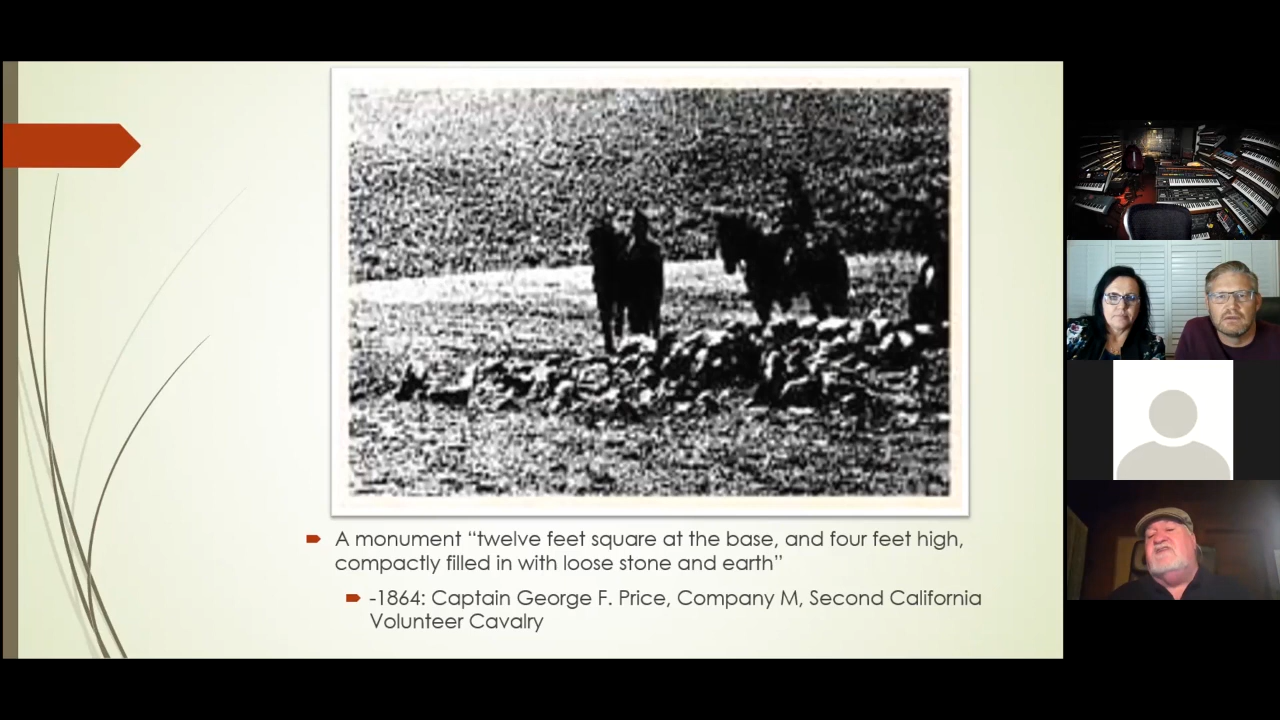 A monument “twelve feet square at the base, and four feet high,
compactly filled in with loose stone and earth”
-1864: Captain George F. Price, Company M, Second California
Volunteer Cavalry